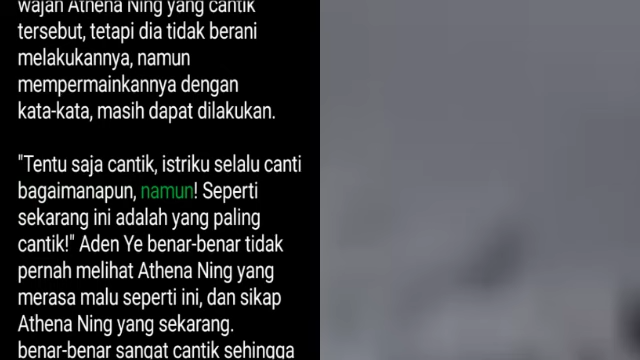 wajah Athena Ning yang cantik
tersebut, tetapi dia tidak berani
melakukannya, namun
mempermainkannya dengan
kata-kata, masih dapat dilakukan.
"Tentu saja cantik, istriku selalu canti
bagaimanapun, namun! Seperti
sekarang ini adalah yang paling
cantik!" Aden Ye benar-benar tidak
pernah melihat Athena Ning yang
merasa malu seperti ini, dan sikap
Athena Ning yang sekarang.
benar-benar sangat cantik sehingga